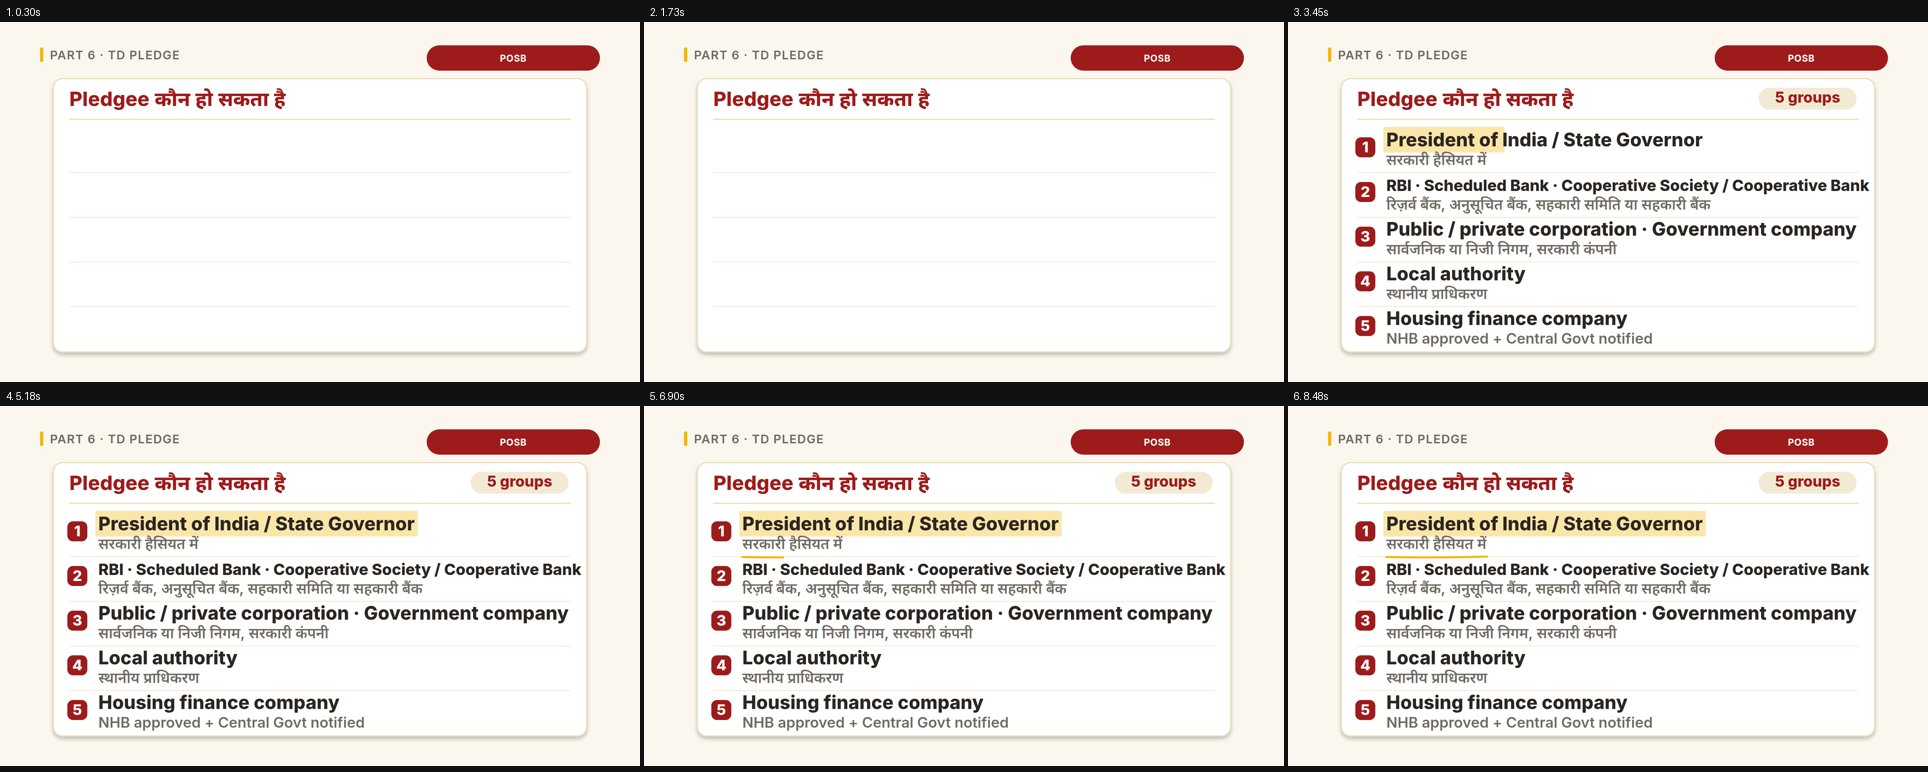 1. 0.30s
PART 6 · TD PLEDGE
POSB
Pledgee कौन हो सकता है
2. 1.73s
PART 6 · TD PLEDGE
POSB
Pledgee कौन हो सकता है
3. 3.45s
PART 6 · TD PLEDGE
POSB
Pledgee कौन हो सकता है
5 groups
1 President of India / State Governor
सरकारी हैसियत में
2 RBI · Scheduled Bank · Cooperative Society / Cooperative Bank
रिज़र्व बैंक, अनुसूचित बैंक, सहकारी समिति या सहकारी बैंक
3 Public / private corporation · Government company
सार्वजनिक या निजी निगम, सरकारी कंपनी
4 Local authority
स्थानीय प्राधिकरण
5 Housing finance company
NHB approved + Central Govt notified
4. 5.18s
PART 6 · TD PLEDGE
POSB
Pledgee कौन हो सकता है
5 groups
1 President of India / State Governor
सरकारी हैसियत में
2 RBI · Scheduled Bank · Cooperative Society / Cooperative Bank
रिज़र्व बैंक, अनुसूचित बैंक, सहकारी समिति या सहकारी बैंक
3 Public / private corporation · Government company
सार्वजनिक या निजी निगम, सरकारी कंपनी
4 Local authority
स्थानीय प्राधिकरण
5 Housing finance company
NHB approved + Central Govt notified
5. 6.90s
PART 6 · TD PLEDGE
POSB
Pledgee कौन हो सकता है
5 groups
1 President of India / State Governor
सरकारी हैसियत में
2 RBI · Scheduled Bank · Cooperative Society / Cooperative Bank
रिज़र्व बैंक, अनुसूचित बैंक, सहकारी समिति या सहकारी बैंक
3 Public / private corporation · Government company
सार्वजनिक या निजी निगम, सरकारी कंपनी
4 Local authority
स्थानीय प्राधिकरण
5 Housing finance company
NHB approved + Central Govt notified
6. 8.48s
PART 6 · TD PLEDGE
POSB
Pledgee कौन हो सकता है
5 groups
1 President of India / State Governor
सरकारी हैसियत में
2 RBI · Scheduled Bank · Cooperative Society / Cooperative Bank
रिज़र्व बैंक, अनुसूचित बैंक, सहकारी समिति या सहकारी बैंक
3 Public / private corporation · Government company
सार्वजनिक या निजी निगम, सरकारी कंपनी
4 Local authority
स्थानीय प्राधिकरण
5 Housing finance company
NHB approved + Central Govt notified